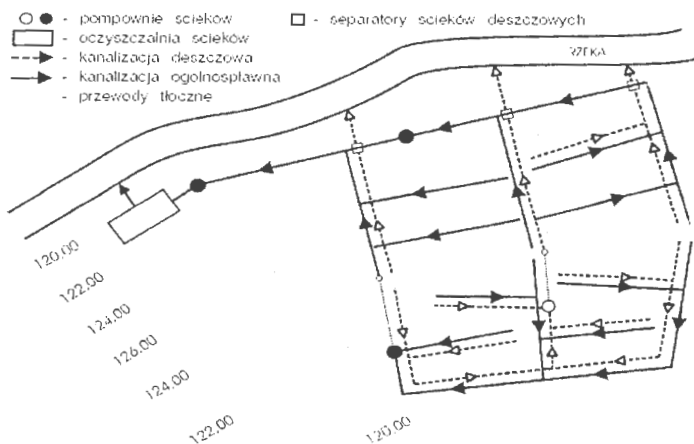 - pompownie scieków
- separatory scieków deszczowych
- oczyszczalnia scieków
- kanalizacja deszczowa
- kanalizacja ogolnospławna
- przewody tłoczne
RZEKA
120,00
122,00
124,00
126,00
124,00
122,00
120,00